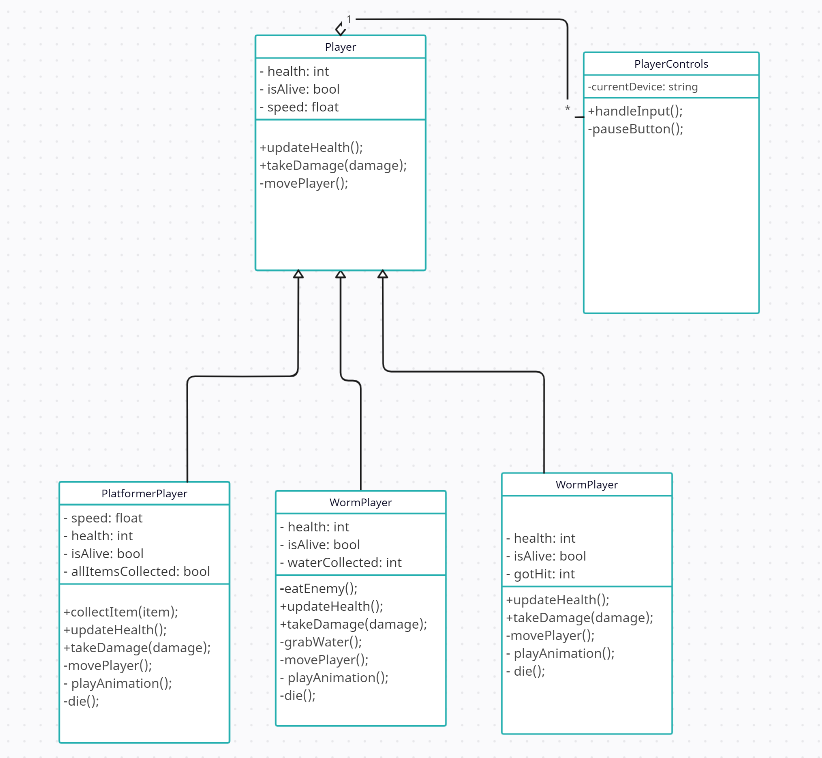 1
Player
- health: int
- isAlive: bool
- speed: float
+updateHealth();
+takeDamage(damage);
-movePlayer();
PlayerControls
-currentDevice: string
*
+handleInput();
-pauseButton();
PlatformerPlayer
- speed: float
- health: int
- isAlive: bool
- allItemsCollected: bool
+collectItem(item);
+updateHealth();
+takeDamage(damage);
-movePlayer();
- playAnimation();
-die();
WormPlayer
- health: int
- isAlive: bool
- waterCollected: int
-eatEnemy();
+updateHealth();
+takeDamage(damage);
-grabWater();
-movePlayer();
- playAnimation();
-die();
WormPlayer
- health: int
- isAlive: bool
- gotHit: int
+updateHealth();
+takeDamage(damage);
-movePlayer();
- playAnimation();
- die();